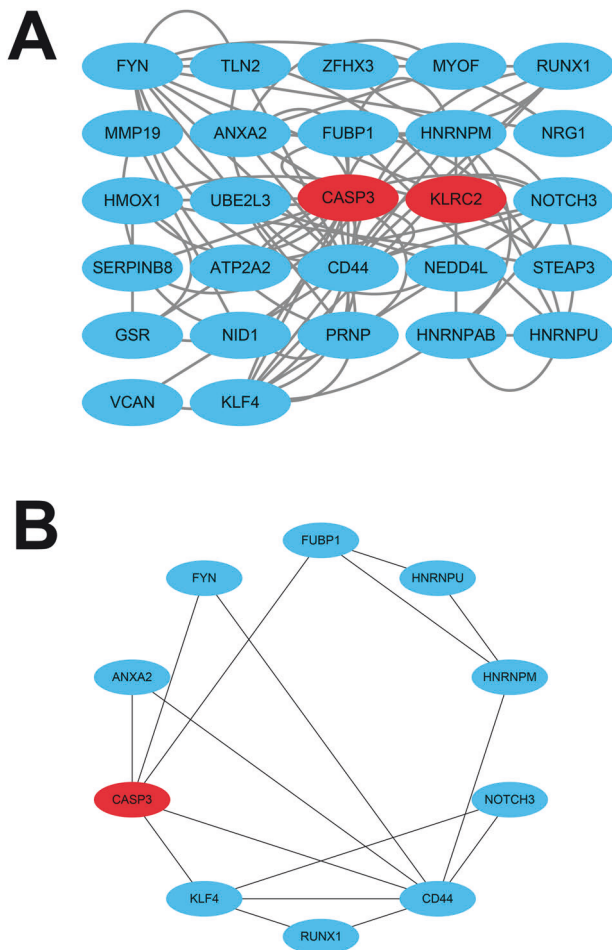 A
FYN TLN2 ZFHX3 MYOF RUNX1
MMP19 ANXA2 FUBP1 HNRNPM NRG1
HMOX1 UBE2L3 CASP3 KLRC2 NOTCH3
SERPINB8 ATP2A2 CD44 NEDD4L STEAP3
GSR NID1 PRNP HNRNPAB HNRNPU
VCAN KLF4
B
FUBP1
FYN HNRNPU
ANXA2 HNRNPM
CASP3 NOTCH3
KLF4 CD44
RUNX1